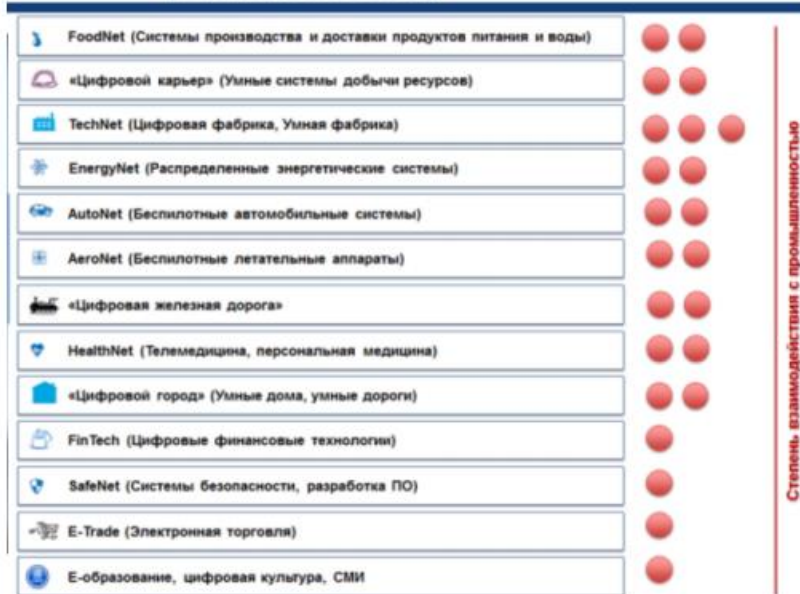 FoodNet (Системы производства и доставки продуктов питания и воды)
«Цифровой карьер» (Умные системы добычи ресурсов)
TechNet (Цифровая фабрика, Умная фабрика)
EnergyNet (Распределенные энергетические системы)
AutoNet (Беспилотные автомобильные системы)
AeroNet (Беспилотные летательные аппараты)
«Цифровая железная дорога»
HealthNet (Телемедицина, персональная медицина)
«Цифровой город» (Умные дома, умные дороги)
FinTech (Цифровые финансовые технологии)
SafeNet (Системы безопасности, разработка ПО)
E-Trade (Электронная торговля)
Е-образование, цифровая культура, СМИ
Степень взаимодействия с промышленностью